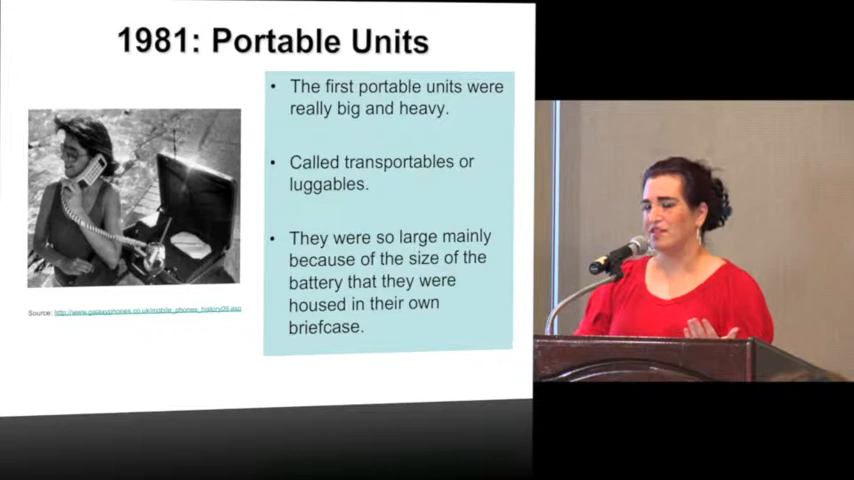 1981: Portable Units
• The first portable units were
really big and heavy.
• Called transportables or
luggables.
• They were so large mainly
because of the size of the
battery that they were
housed in their own
briefcase.
Source: http://www.galaxyphones.co.uk/mobile_phones_history09.asp